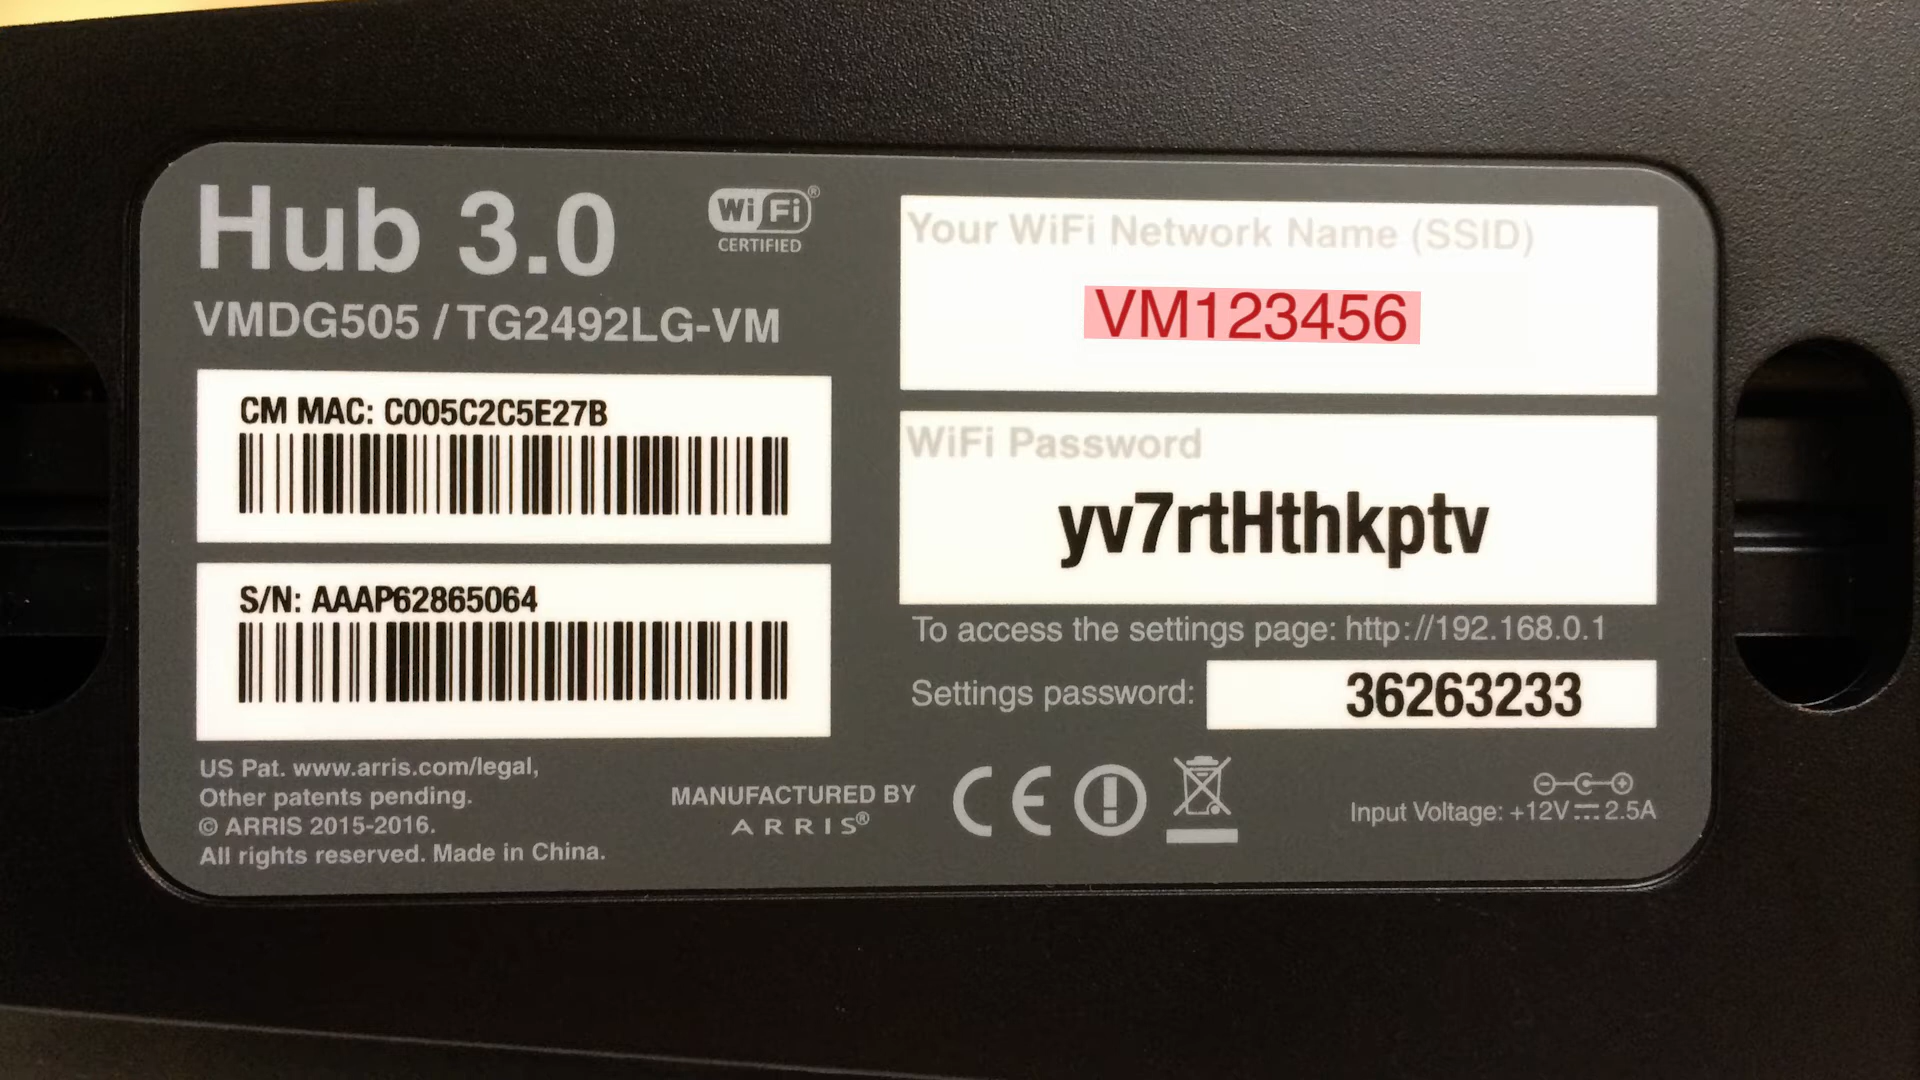 Hub 3.0
WiFi®
CERTIFIED
VMDG505 / TG2492LG-VM
CM MAC: C005C2C5E27B
S/N: AAAP62865064
US Pat. www.arris.com/legal,
Other patents pending.
© ARRIS 2015-2016.
All rights reserved. Made in China.
MANUFACTURED BY
ARRIS®
Your WiFi Network Name (SSID)
VM123456
WiFi Password
yv7rtHthkptv
To access the settings page: http://192.168.0.1
Settings password: 36263233
CE
Input Voltage: +12V⎓2.5A